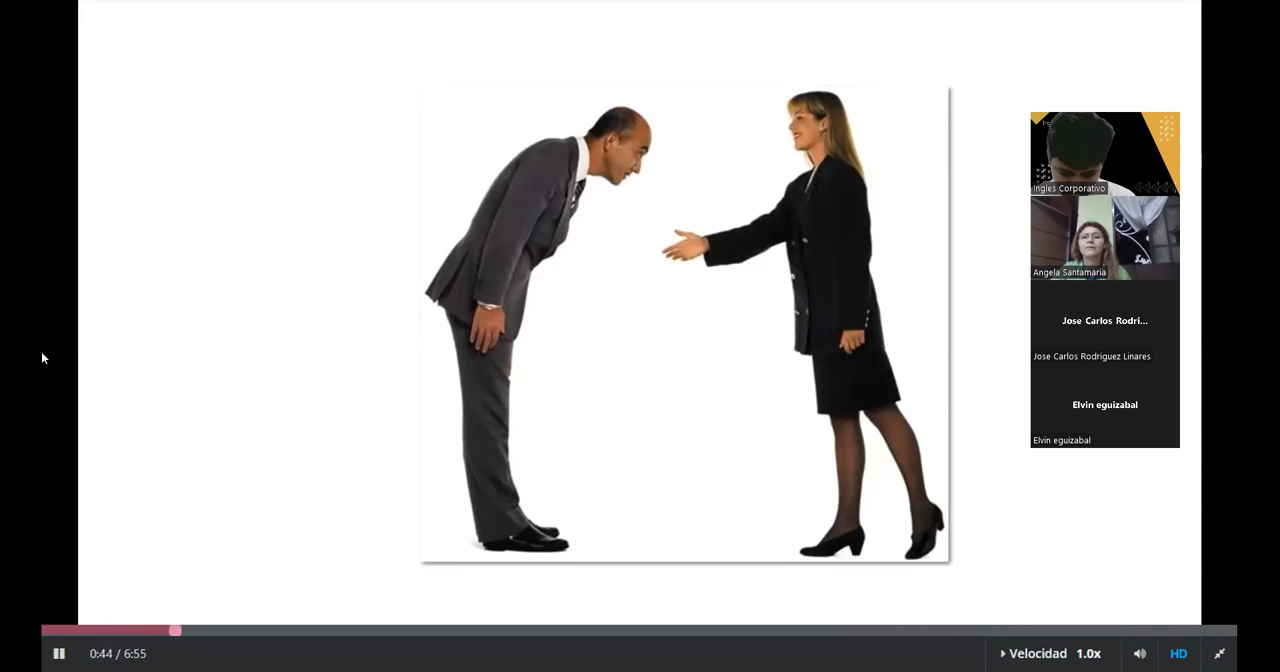 Ingles Corporativo
Angela Santamaria
Jose Carlos Rodri...
Jose Carlos Rodriguez Linares
Elvin eguizabal
Elvin eguizabal
0:44 / 6:55
Velocidad 1.0x
HD